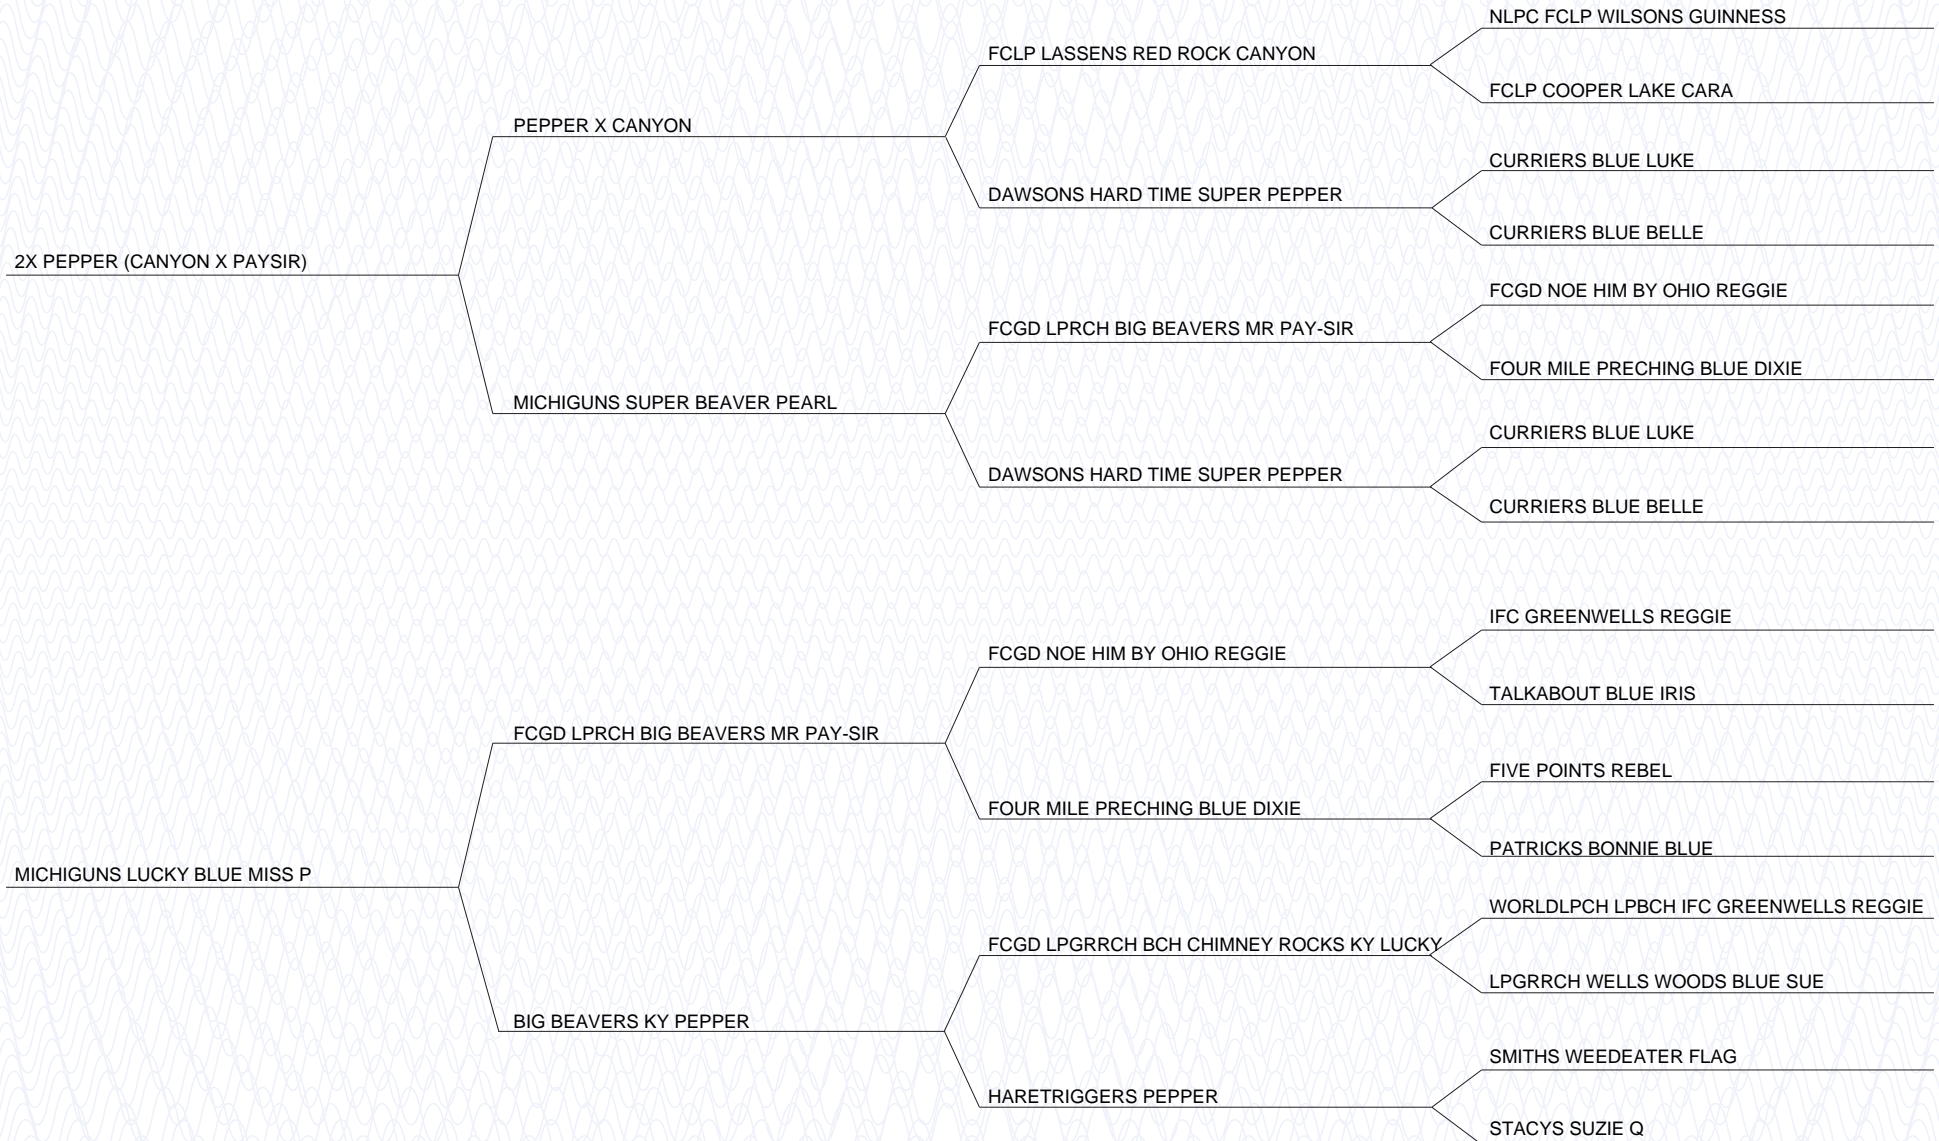 NLPC FCLP WILSONS GUINNESS
FCLP LASSENS RED ROCK CANYON
FCLP COOPER LAKE CARA
PEPPER X CANYON
CURRIERS BLUE LUKE
DAWSONS HARD TIME SUPER PEPPER
CURRIERS BLUE BELLE
2X PEPPER (CANYON X PAYSIR)
FCGD NOE HIM BY OHIO REGGIE
FCGD LPRCH BIG BEAVERS MR PAY-SIR
FOUR MILE PRECHING BLUE DIXIE
MICHIGUNS SUPER BEAVER PEARL
CURRIERS BLUE LUKE
DAWSONS HARD TIME SUPER PEPPER
CURRIERS BLUE BELLE
IFC GREENWELLS REGGIE
FCGD NOE HIM BY OHIO REGGIE
TALKABOUT BLUE IRIS
FCGD LPRCH BIG BEAVERS MR PAY-SIR
FIVE POINTS REBEL
FOUR MILE PRECHING BLUE DIXIE
PATRICKS BONNIE BLUE
MICHIGUNS LUCKY BLUE MISS P
WORLDLPCH LPBCH IFC GREENWELLS REGGIE
FCGD LPGRRCH BCH CHIMNEY ROCKS KY LUCKY
LPGRRCH WELLS WOODS BLUE SUE
BIG BEAVERS KY PEPPER
SMITHS WEEDEATER FLAG
HARETRIGGERS PEPPER
STACYS SUZIE Q